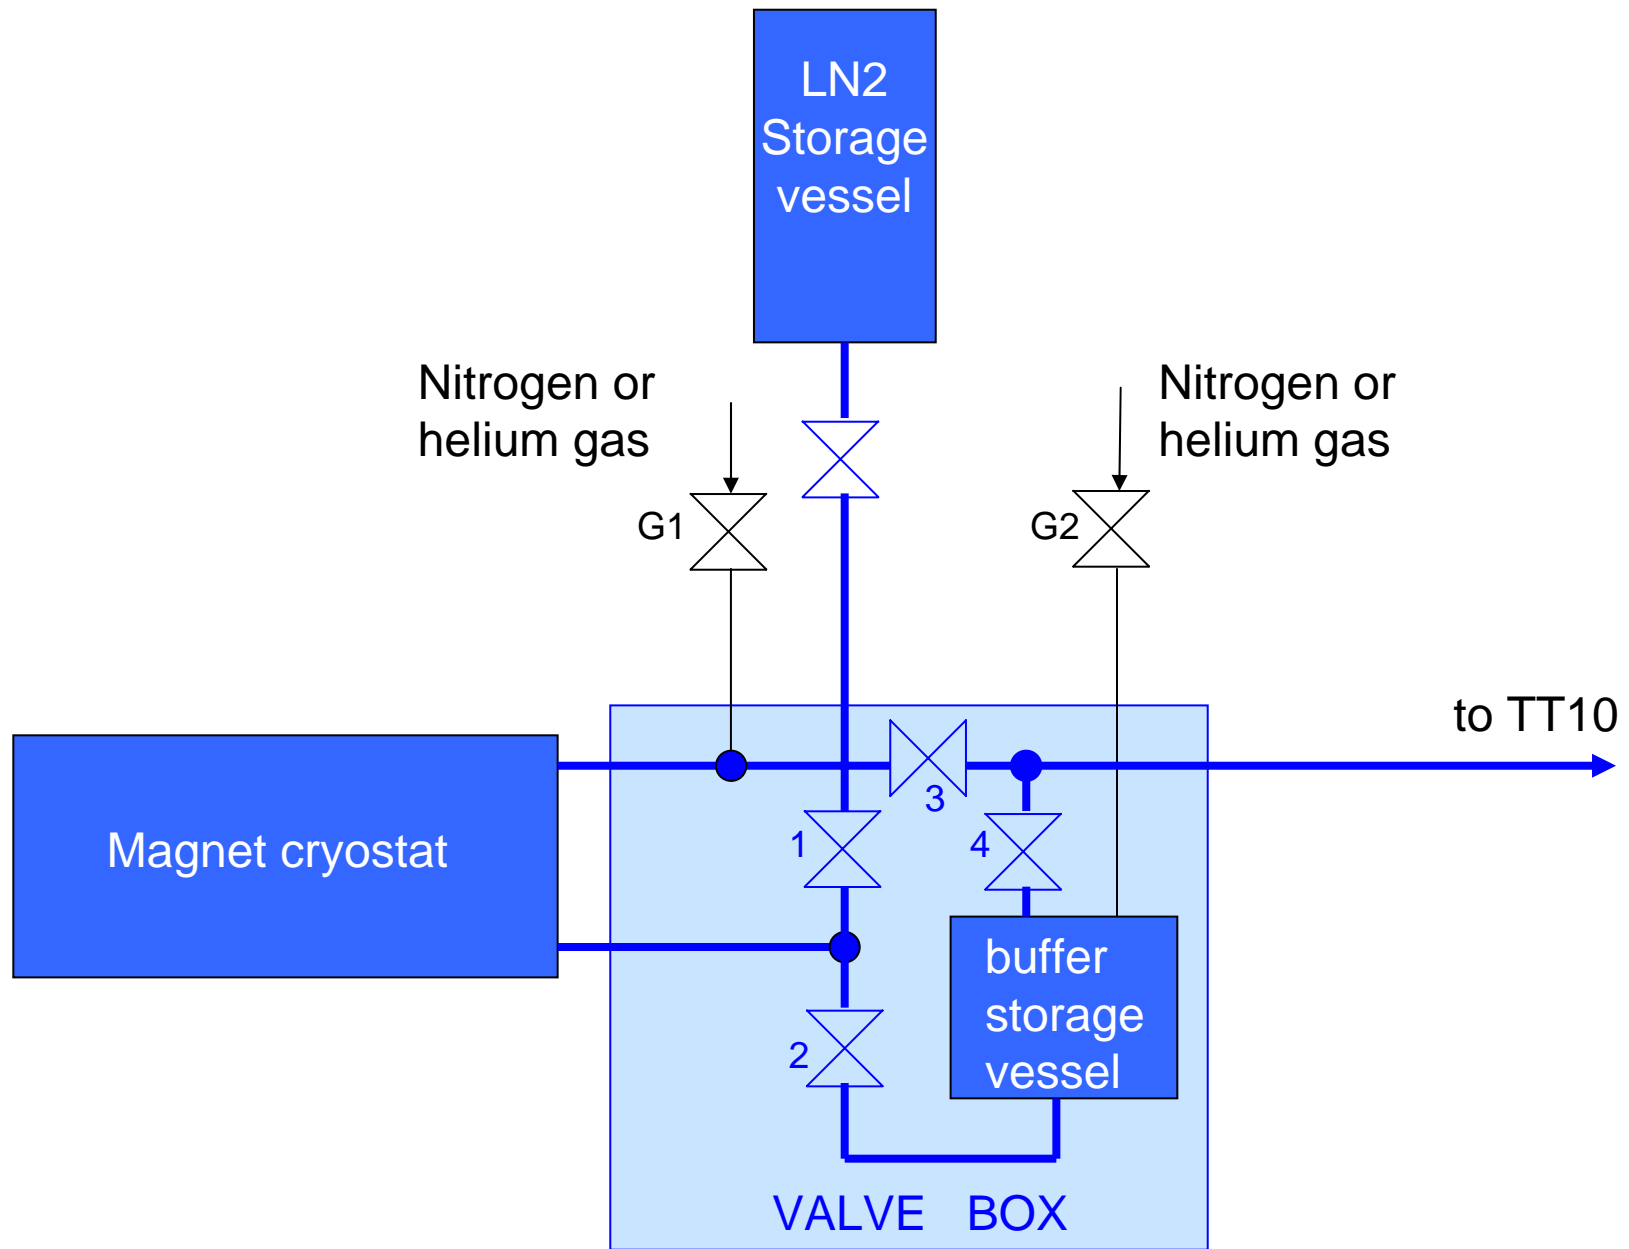 LN2
Storage
vessel
Nitrogen or
helium gas
Nitrogen or
helium gas
G1
G2
to TT10
3
Magnet cryostat
1
4
buffer
storage
vessel
2
VALVE BOX